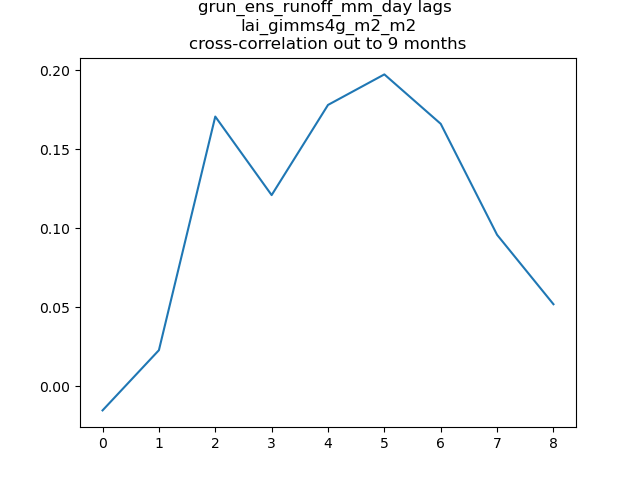 grun_ens_runoff_mm_day lags
lai_gimms4g_m2_m2
cross-correlation out to 9 months
0.20
0.15
0.10
0.05
0.00
0 1 2 3 4 5 6 7 8